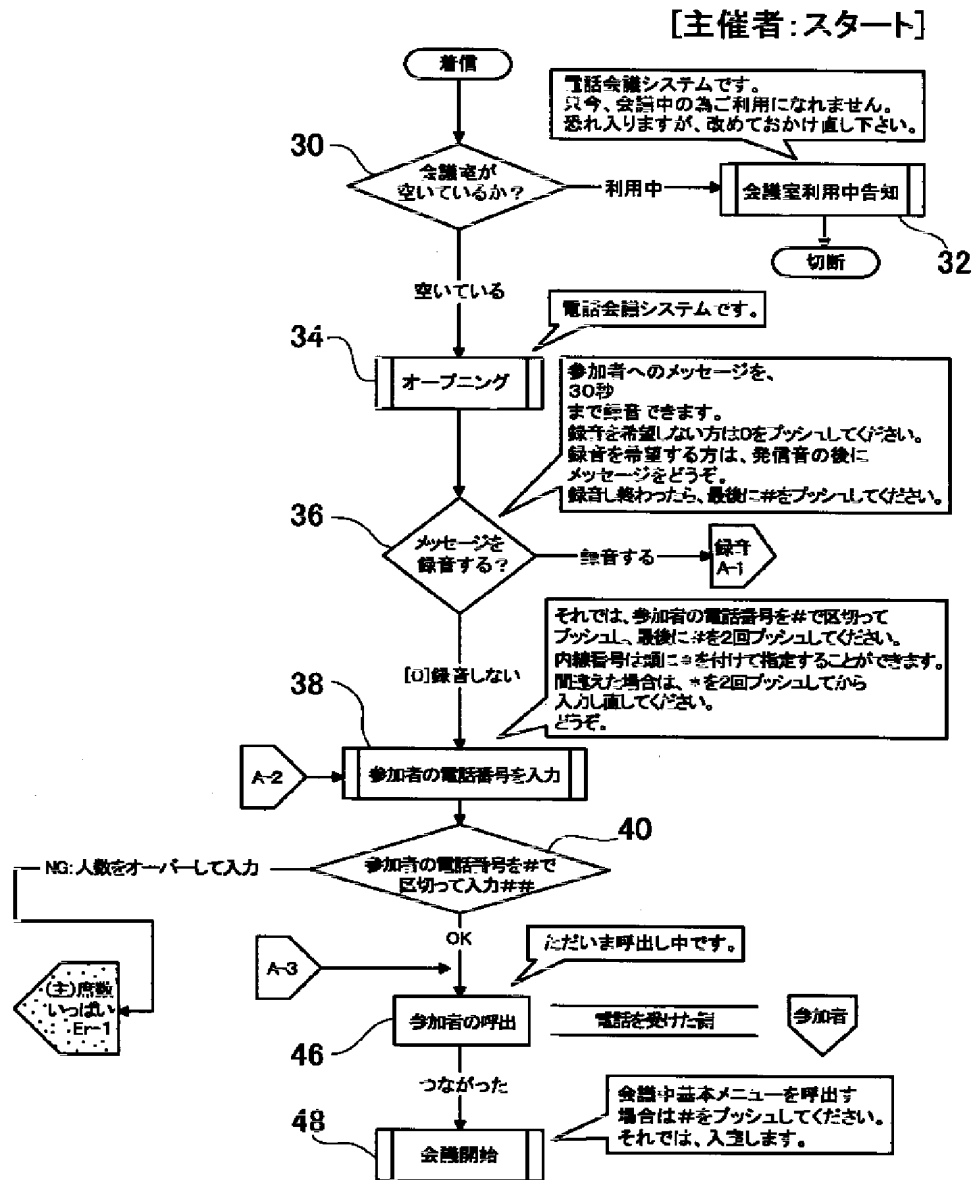 [主催者:スタート]
着信
電話会議システムです。
只今、会議中の為ご利用になれません。
恐れ入りますが、改めておかけ直し下さい。
30
会議室が
空いているか?
利用中
会議室利用中告知
32
切断
空いている
電話会議システムです。
34
オープニング
参加者へのメッセージを、
30秒
まで録音できます。
録音を希望しない方は0をプッシュしてください。
録音を希望する方は、発信音の後に
メッセージをどうぞ。
録音し終わったら、最後に#をプッシュしてください。
36
メッセージを
録音する?
録音する
録音
A-1
それでは、参加者の電話番号を#で区切って
プッシュし、最後に#を2回プッシュしてください。
内線番号は頭に*を付けて指定することができます。
間違えた場合は、*を2回プッシュしてから
入力し直してください。
どうぞ。
[0]録音しない
38
A-2
参加者の電話番号を入力
40
NG:人数をオーバーして入力
参加者の電話番号を#で
区切って入力##
OK
ただいま呼出し中です。
A-3
(主)席数
いっぱい
Er-1
参加者の呼出
46
電話を受けた側
参加者
つながった
会議中基本メニューを呼出す
場合は#をプッシュしてください。
それでは、入室します。
48
会議開始